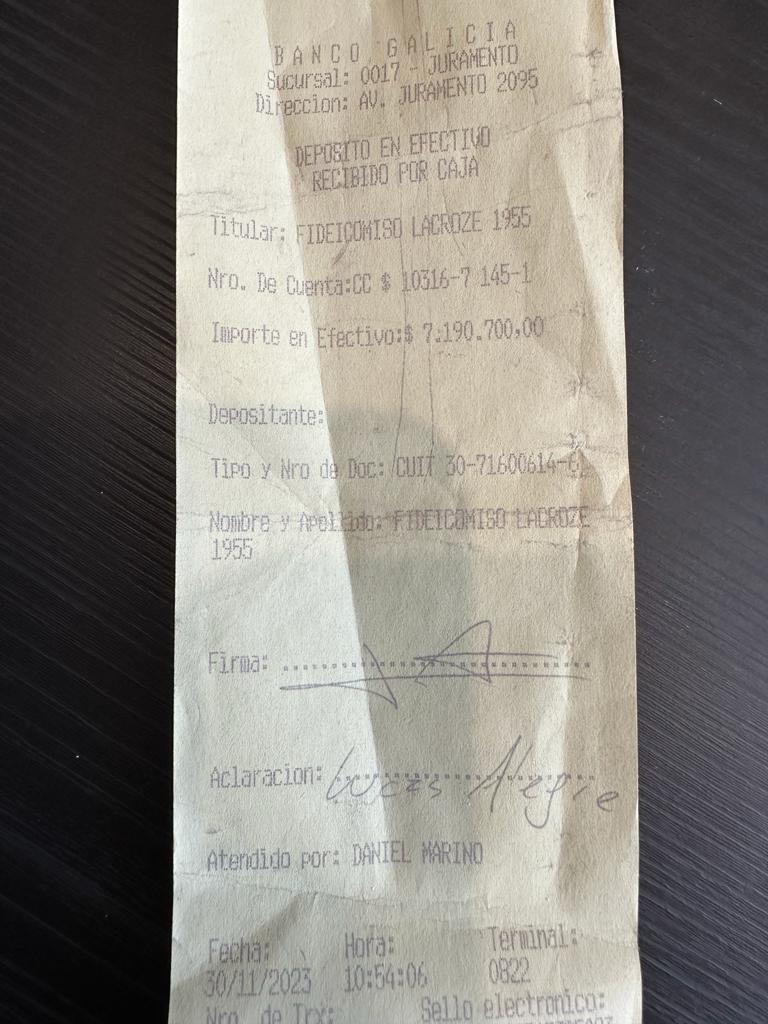 BANCO GALICIA
Sucursal: 0017 - JURAMENTO
Direccion: AV. JURAMENTO 2095
DEPOSITO EN EFECTIVO
RECIBIDO POR CAJA
Titular: FIDEICOMISO LACROZE 1955
Nro. De Cuenta:CC $ 10316-7 145-1
Importe en Efectivo:$ 7.190.700,00
Depositante:
Tipo y Nro de Doc: CUIT
Nombre y Apellido: FIDEICOMISO LACROZE
1955
Firma:
Aclaracion: Lucas Alegre
Atendido por: DANIEL MARINO
Fecha: Hora: Terminal:
30/11/2023 10:54:06 0822
Nro. de Trx: Sello electronico: